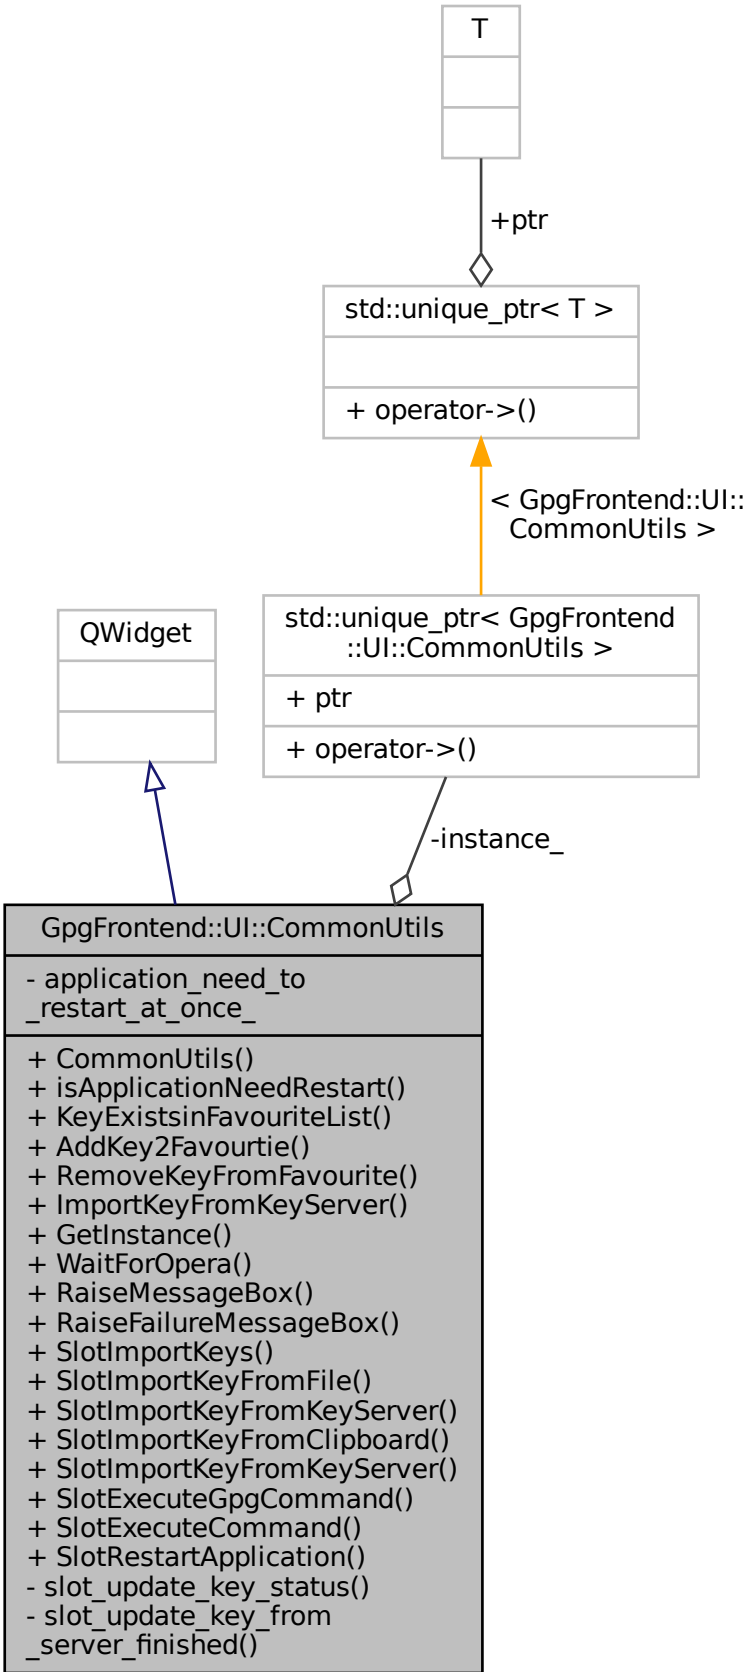 T
+ptr
std::unique_ptr< T >
+ operator->()
< GpgFrontend::UI::
CommonUtils >
QWidget
std::unique_ptr< GpgFrontend
::UI::CommonUtils >
+ ptr
+ operator->()
-instance_
GpgFrontend::UI::CommonUtils
- application_need_to
_restart_at_once_
+ CommonUtils()
+ isApplicationNeedRestart()
+ KeyExistsinFavouriteList()
+ AddKey2Favourtie()
+ RemoveKeyFromFavourite()
+ ImportKeyFromKeyServer()
+ GetInstance()
+ WaitForOpera()
+ RaiseMessageBox()
+ RaiseFailureMessageBox()
+ SlotImportKeys()
+ SlotImportKeyFromFile()
+ SlotImportKeyFromKeyServer()
+ SlotImportKeyFromClipboard()
+ SlotImportKeyFromKeyServer()
+ SlotExecuteGpgCommand()
+ SlotExecuteCommand()
+ SlotRestartApplication()
- slot_update_key_status()
- slot_update_key_from
_server_finished()